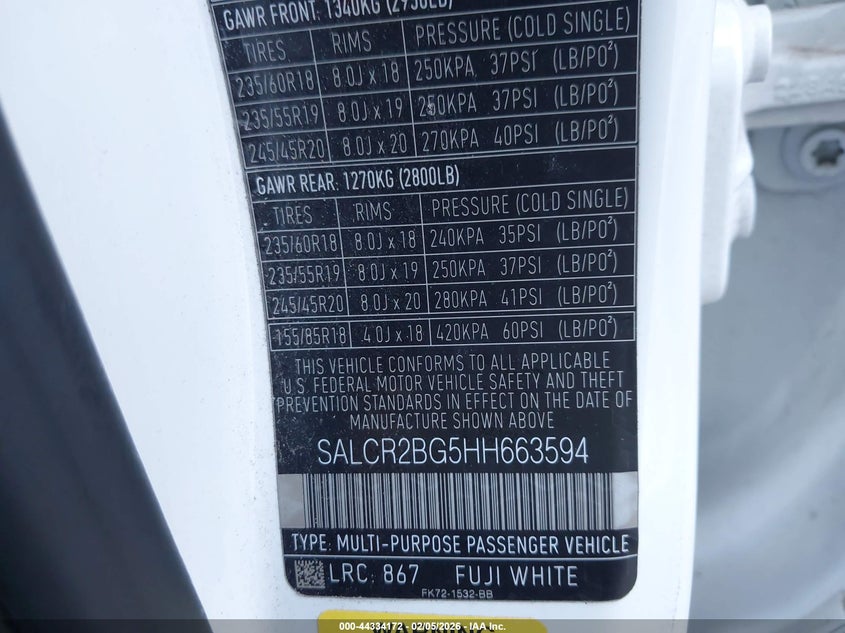 GAWR FRONT: 1340KG (2950LB)
TIRES RIMS PRESSURE (COLD SINGLE)
235/60R18 8.0J x 18 250KPA 37PSI (LB/PO²)
235/55R19 8.0J x 19 250KPA 37PSI (LB/PO²)
245/45R20 8.0J x 20 270KPA 40PSI (LB/PO²)
GAWR REAR: 1270KG (2800LB)
TIRES RIMS PRESSURE (COLD SINGLE)
235/60R18 8.0J x 18 240KPA 35PSI (LB/PO²)
235/55R19 8.0J x 19 250KPA 37PSI (LB/PO²)
245/45R20 8.0J x 20 280KPA 41PSI (LB/PO²)
155/85R18 4.0J x 18 420KPA 60PSI (LB/PO²)
THIS VEHICLE CONFORMS TO ALL APPLICABLE
U.S. FEDERAL MOTOR VEHICLE SAFETY AND THEFT
PREVENTION STANDARDS IN EFFECT ON THE DATE OF
MANUFACTURE SHOWN ABOVE
SALCR2BG5HH663594
TYPE: MULTI-PURPOSE PASSENGER VEHICLE
LRC: 867 FUJI WHITE
FK72-1532-BB
WARNING:
000-44334172 - 02/05/2026 - IAA, Inc.